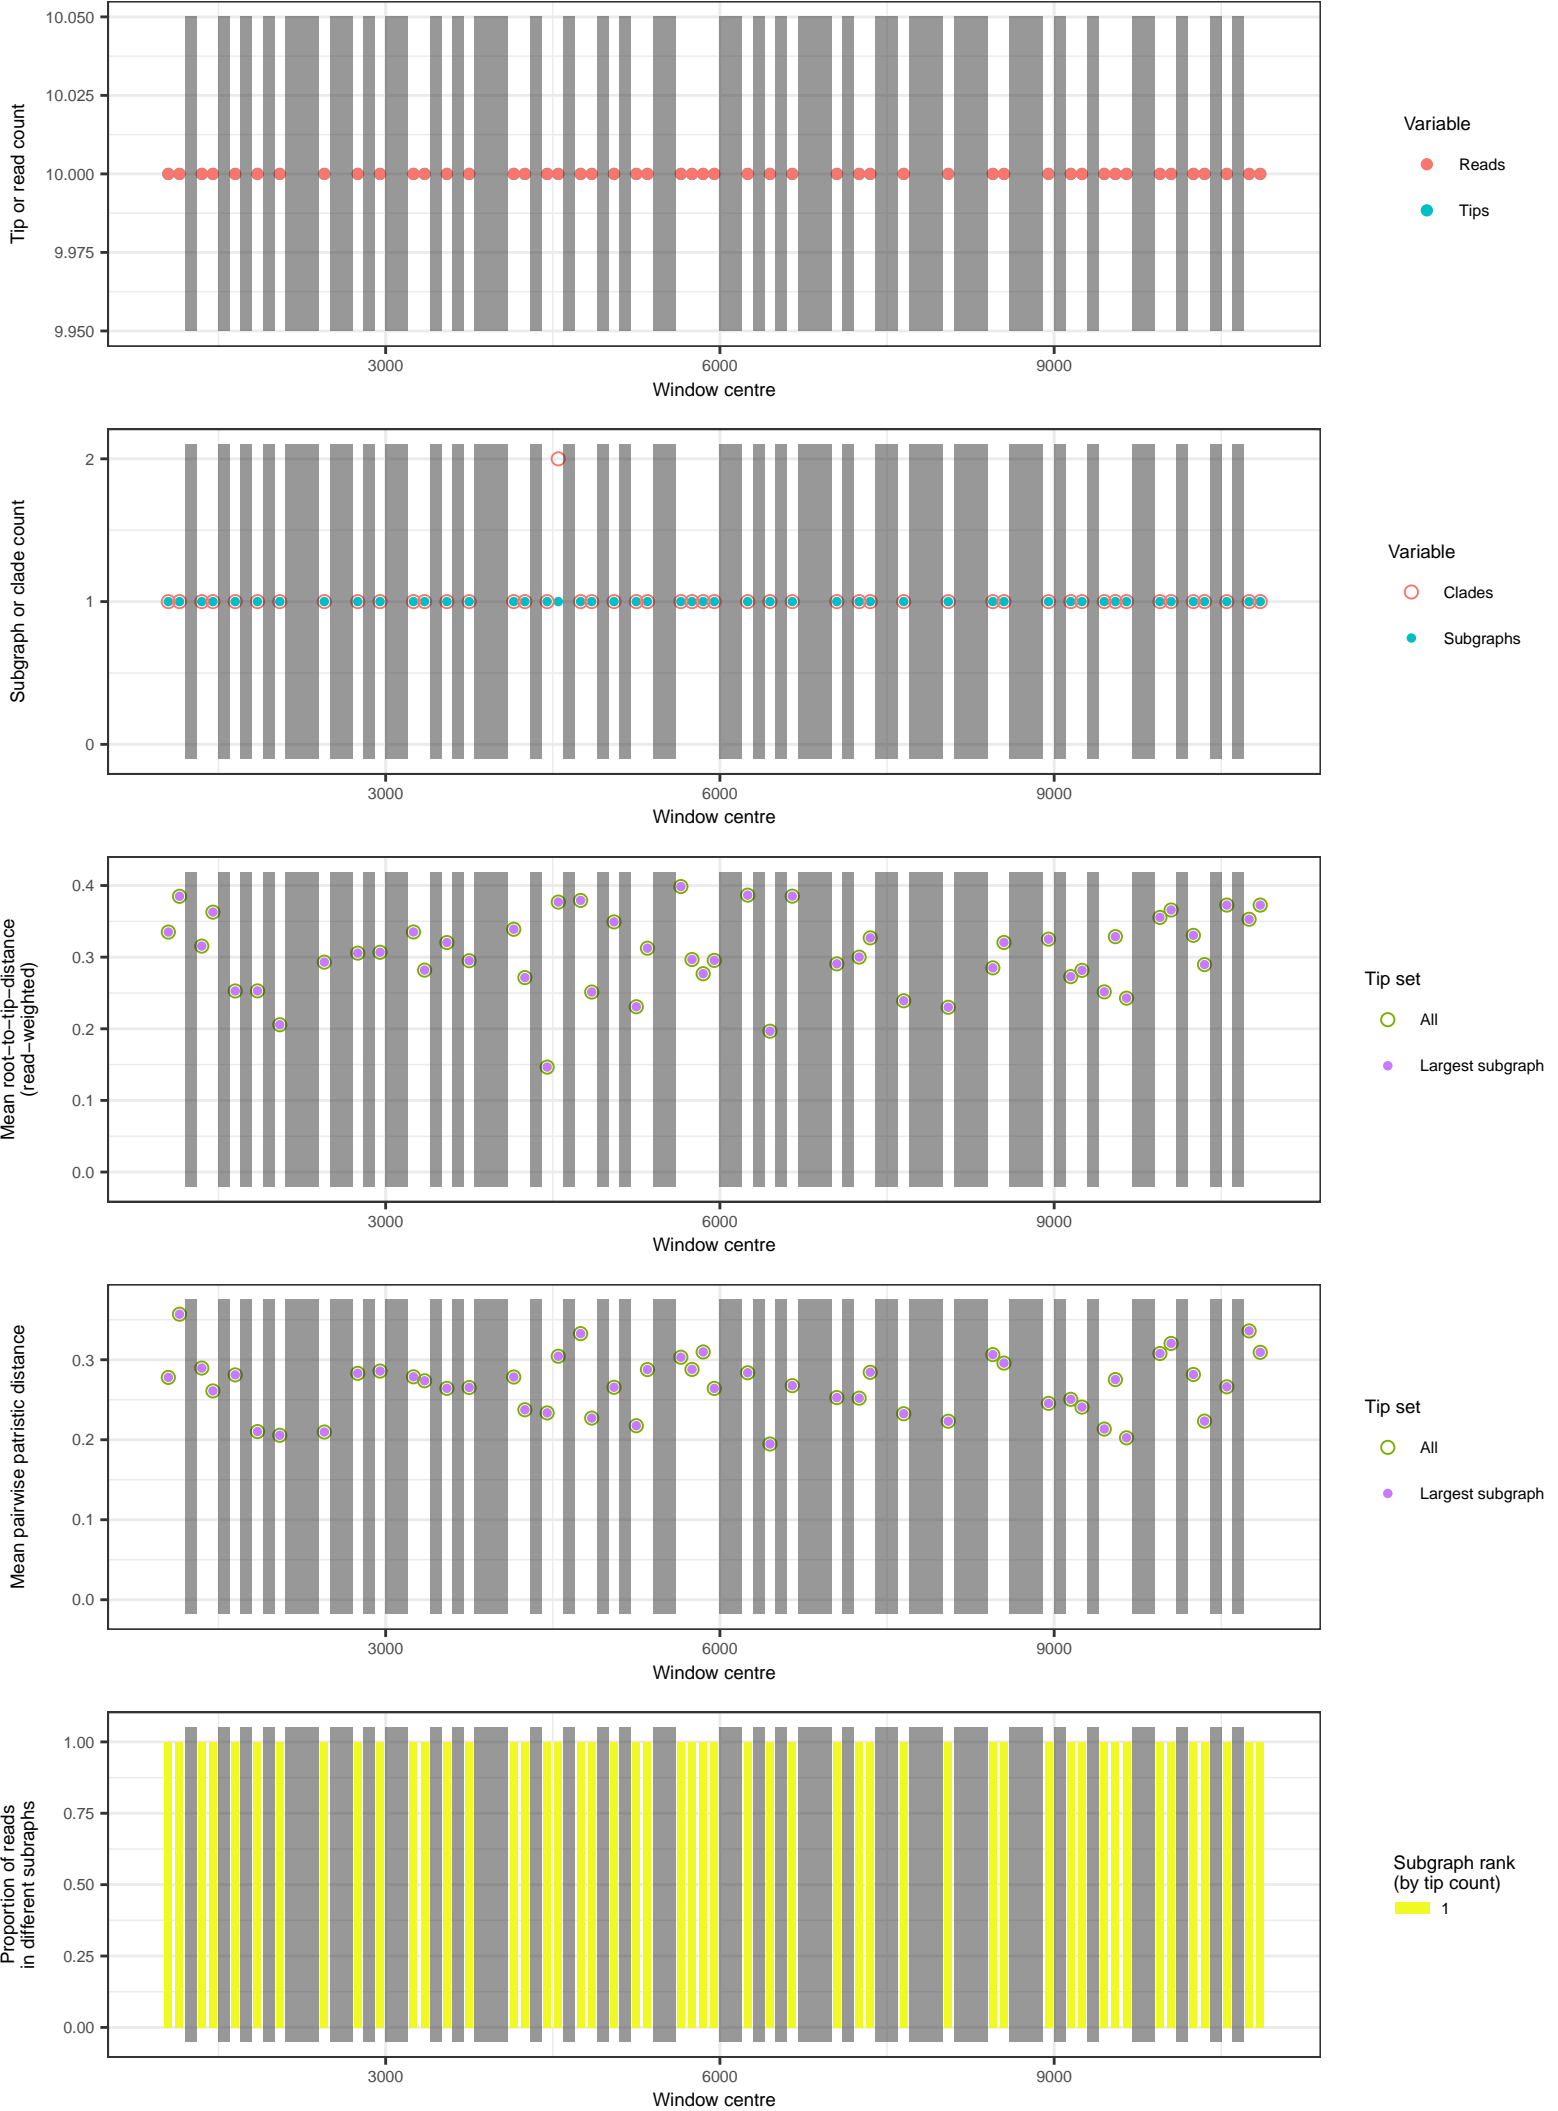 Tip or read count
10.050
10.025
10.000
9.975
9.950
3000
6000
9000
Window centre
Variable
Reads
Tips
Subgraph or clade count
2
1
0
3000
6000
9000
Window centre
Variable
Clades
Subgraphs
Mean root−to−tip−distance
(read−weighted)
0.4
0.3
0.2
0.1
0.0
3000
6000
9000
Window centre
Tip set
All
Largest subgraph
Mean pairwise patristic distance
0.3
0.2
0.1
0.0
3000
6000
9000
Window centre
Tip set
All
Largest subgraph
Proportion of reads
in different subraphs
1.00
0.75
0.50
0.25
0.00
3000
6000
9000
Window centre
Subgraph rank
(by tip count)
1